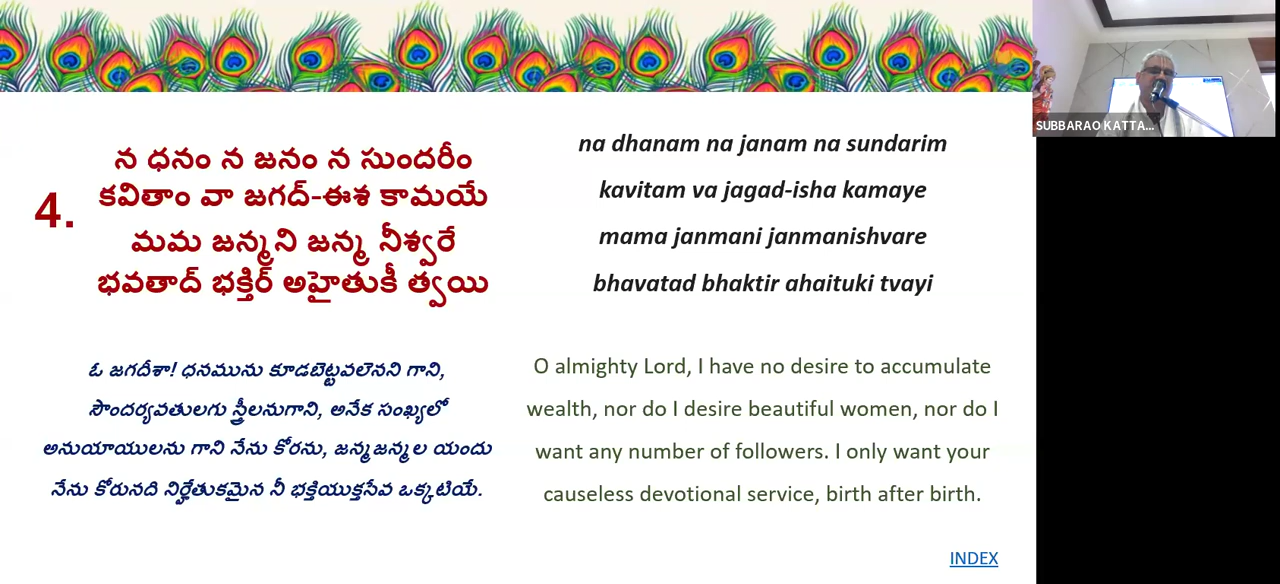 4.
న ధనం న జనం న సుందరీం
కవితాం వా జగద్-ఈశ కామయే
మమ జన్మని జన్మ నీశ్వరే
భవతాద్ భక్తిర్ అహైతుకీ త్వయి
na dhanam na janam na sundarim
kavitam va jagad-isha kamaye
mama janmani janmanishvare
bhavatad bhaktir ahaituki tvayi
ఓ జగదీశా! ధనమును కూడబెట్టవలెనని గాని,
సౌందర్యవతులగు స్త్రీలనుగాని, అనేక సంఖ్యలో
అనుయాయులను గాని నేను కోరను, జన్మజన్మల యందు
నేను కోరునది నిర్హేతుకమైన నీ భక్తియుక్తసేవ ఒక్కటియే.
O almighty Lord, I have no desire to accumulate
wealth, nor do I desire beautiful women, nor do I
want any number of followers. I only want your
causeless devotional service, birth after birth.
INDEX
SUBBARAO KATTA...